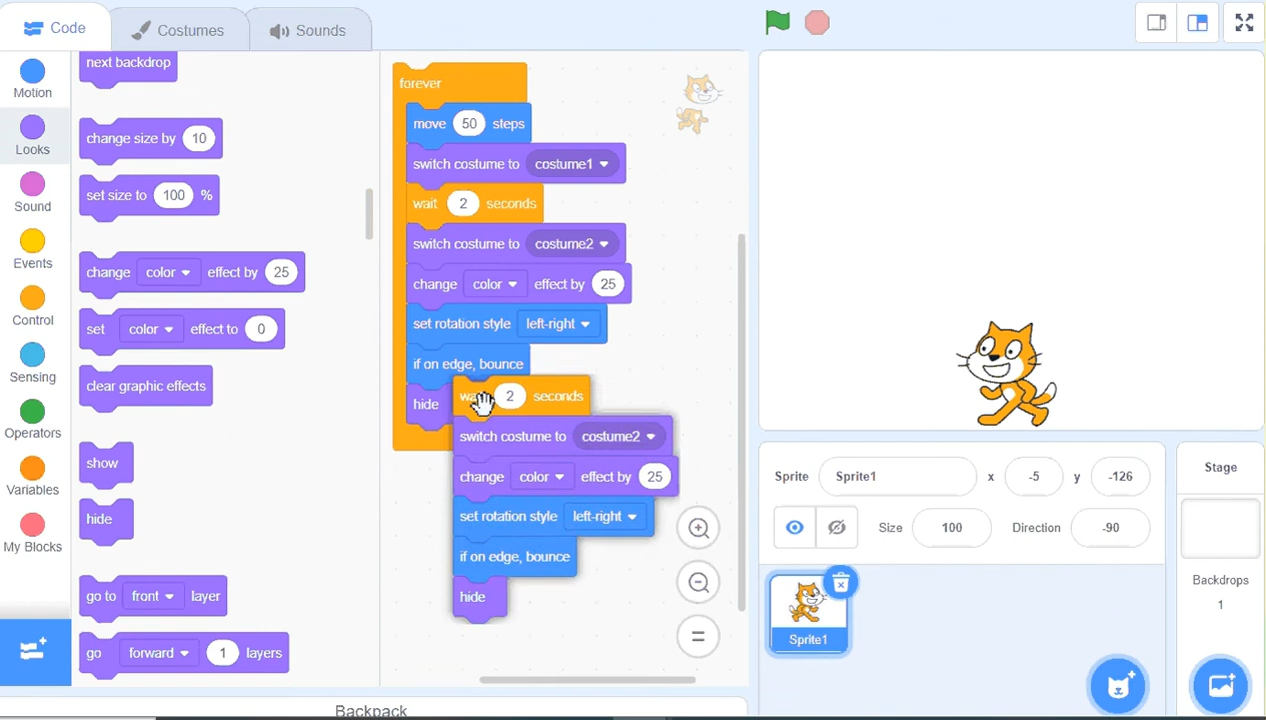 Code
Costumes
Sounds
Motion
Looks
Sound
Events
Control
Sensing
Operators
Variables
My Blocks
next backdrop
change size by 10
set size to 100 %
change color effect by 25
set color effect to 0
clear graphic effects
show
hide
go to front layer
go forward 1 layers
forever
move 50 steps
switch costume to costume1
wait 2 seconds
switch costume to costume2
change color effect by 25
set rotation style left-right
if on edge, bounce
hide
2 seconds
switch costume to costume2
change color effect by 25
set rotation style left-right
if on edge, bounce
hide
Backpack
Sprite Sprite1 x -5 y -126
Size 100 Direction -90
Sprite1
Stage
Backdrops
1